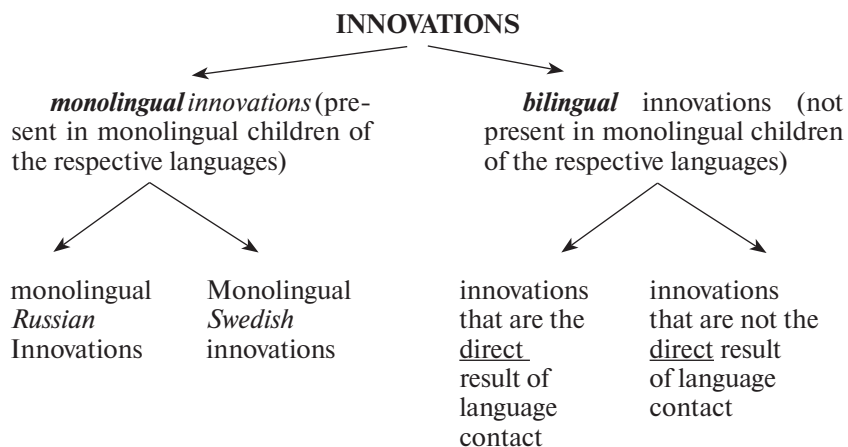 INNOVATIONS
monolingual innovations (pre-
sent in monolingual children of
the respective languages)
bilingual innovations (not
present in monolingual children
of the respective languages)
monolingual
Russian
Innovations
Monolingual
Swedish
innovations
innovations
that are the
direct
result of
language
contact
innovations
that are not the
direct result
of language
contact